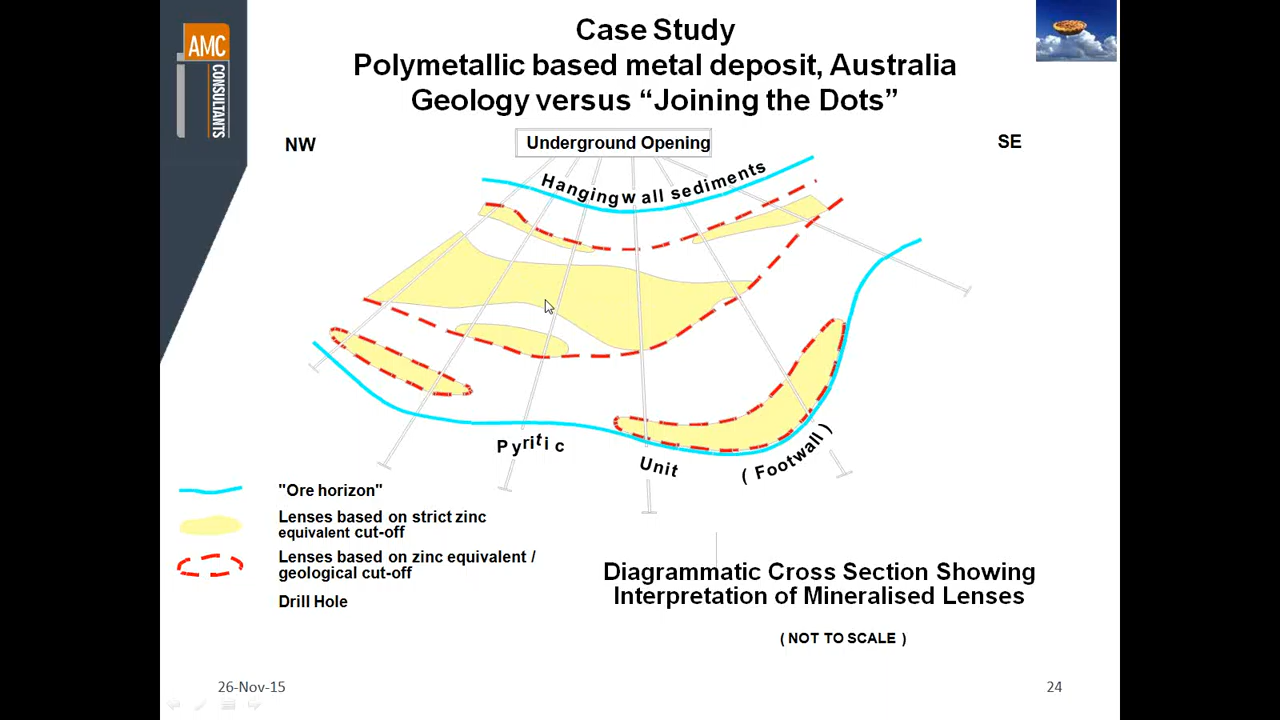 AMC
CONSULTANTS
Case Study
Polymetallic based metal deposit, Australia
Geology versus “Joining the Dots”
NW
Underground Opening
SE
Hangingwall sediments
Pyritic
Unit
(Footwall)
"Ore horizon"
Lenses based on strict zinc
equivalent cut-off
Lenses based on zinc equivalent /
geological cut-off
Drill Hole
Diagrammatic Cross Section Showing
Interpretation of Mineralised Lenses
( NOT TO SCALE )
26-Nov-15
24